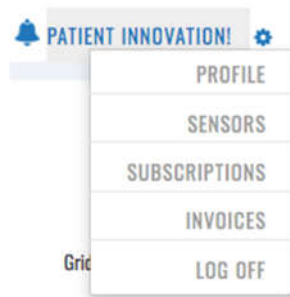 PATIENT INNOVATION!
PROFILE
SENSORS
SUBSCRIPTIONS
INVOICES
Grid
LOG OFF